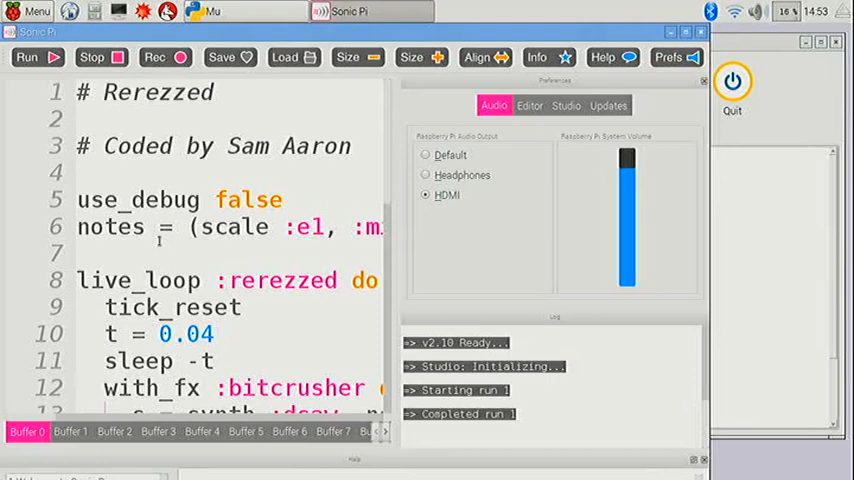 Menu
Mu
Sonic Pi
16 %
14:53
Sonic Pi
Run
Stop
Rec
Save
Load
Size
Size
Align
Info
Help
Prefs
1 # Rerezzed
2
3 # Coded by Sam Aaron
4
5 use_debug false
6 notes = (scale :e1, :mi
7
8 live_loop :rerezzed do
9 tick_reset
10 t = 0.04
11 sleep -t
12 with_fx :bitcrusher
13 s = synth :dsaw,
Buffer 0
Buffer 1
Buffer 2
Buffer 3
Buffer 4
Buffer 5
Buffer 6
Buffer 7
Preferences
Audio
Editor
Studio
Updates
Raspberry Pi Audio Output
Default
Headphones
HDMI
Raspberry Pi System Volume
Log
=> v2.10 Ready...
=> Studio: Initializing...
=> Starting run 1
=> Completed run 1
Help
Quit